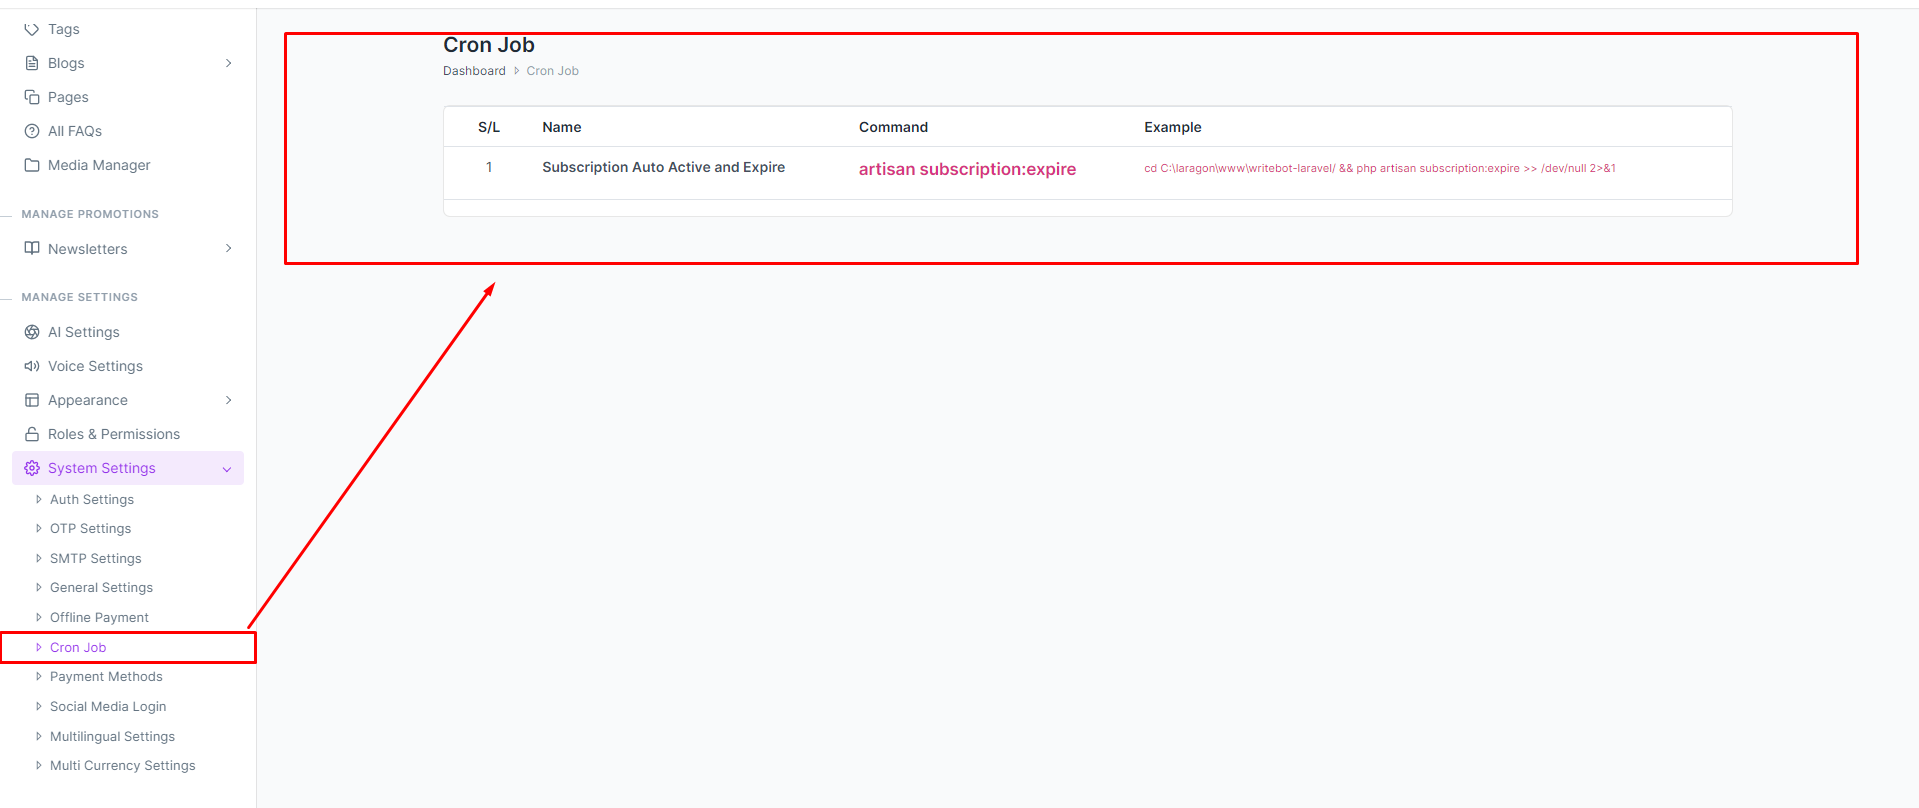 Tags
Blogs
Pages
All FAQs
Media Manager
MANAGE PROMOTIONS
Newsletters
MANAGE SETTINGS
AI Settings
Voice Settings
Appearance
Roles & Permissions
System Settings
Auth Settings
OTP Settings
SMTP Settings
General Settings
Offline Payment
Cron Job
Payment Methods
Social Media Login
Multilingual Settings
Multi Currency Settings
Cron Job
Dashboard Cron Job
S/L Name Command Example
1 Subscription Auto Active and Expire artisan subscription:expire cd C:\laragon\www\writebot-laravel/ && php artisan subscription:expire >> /dev/null 2>&1